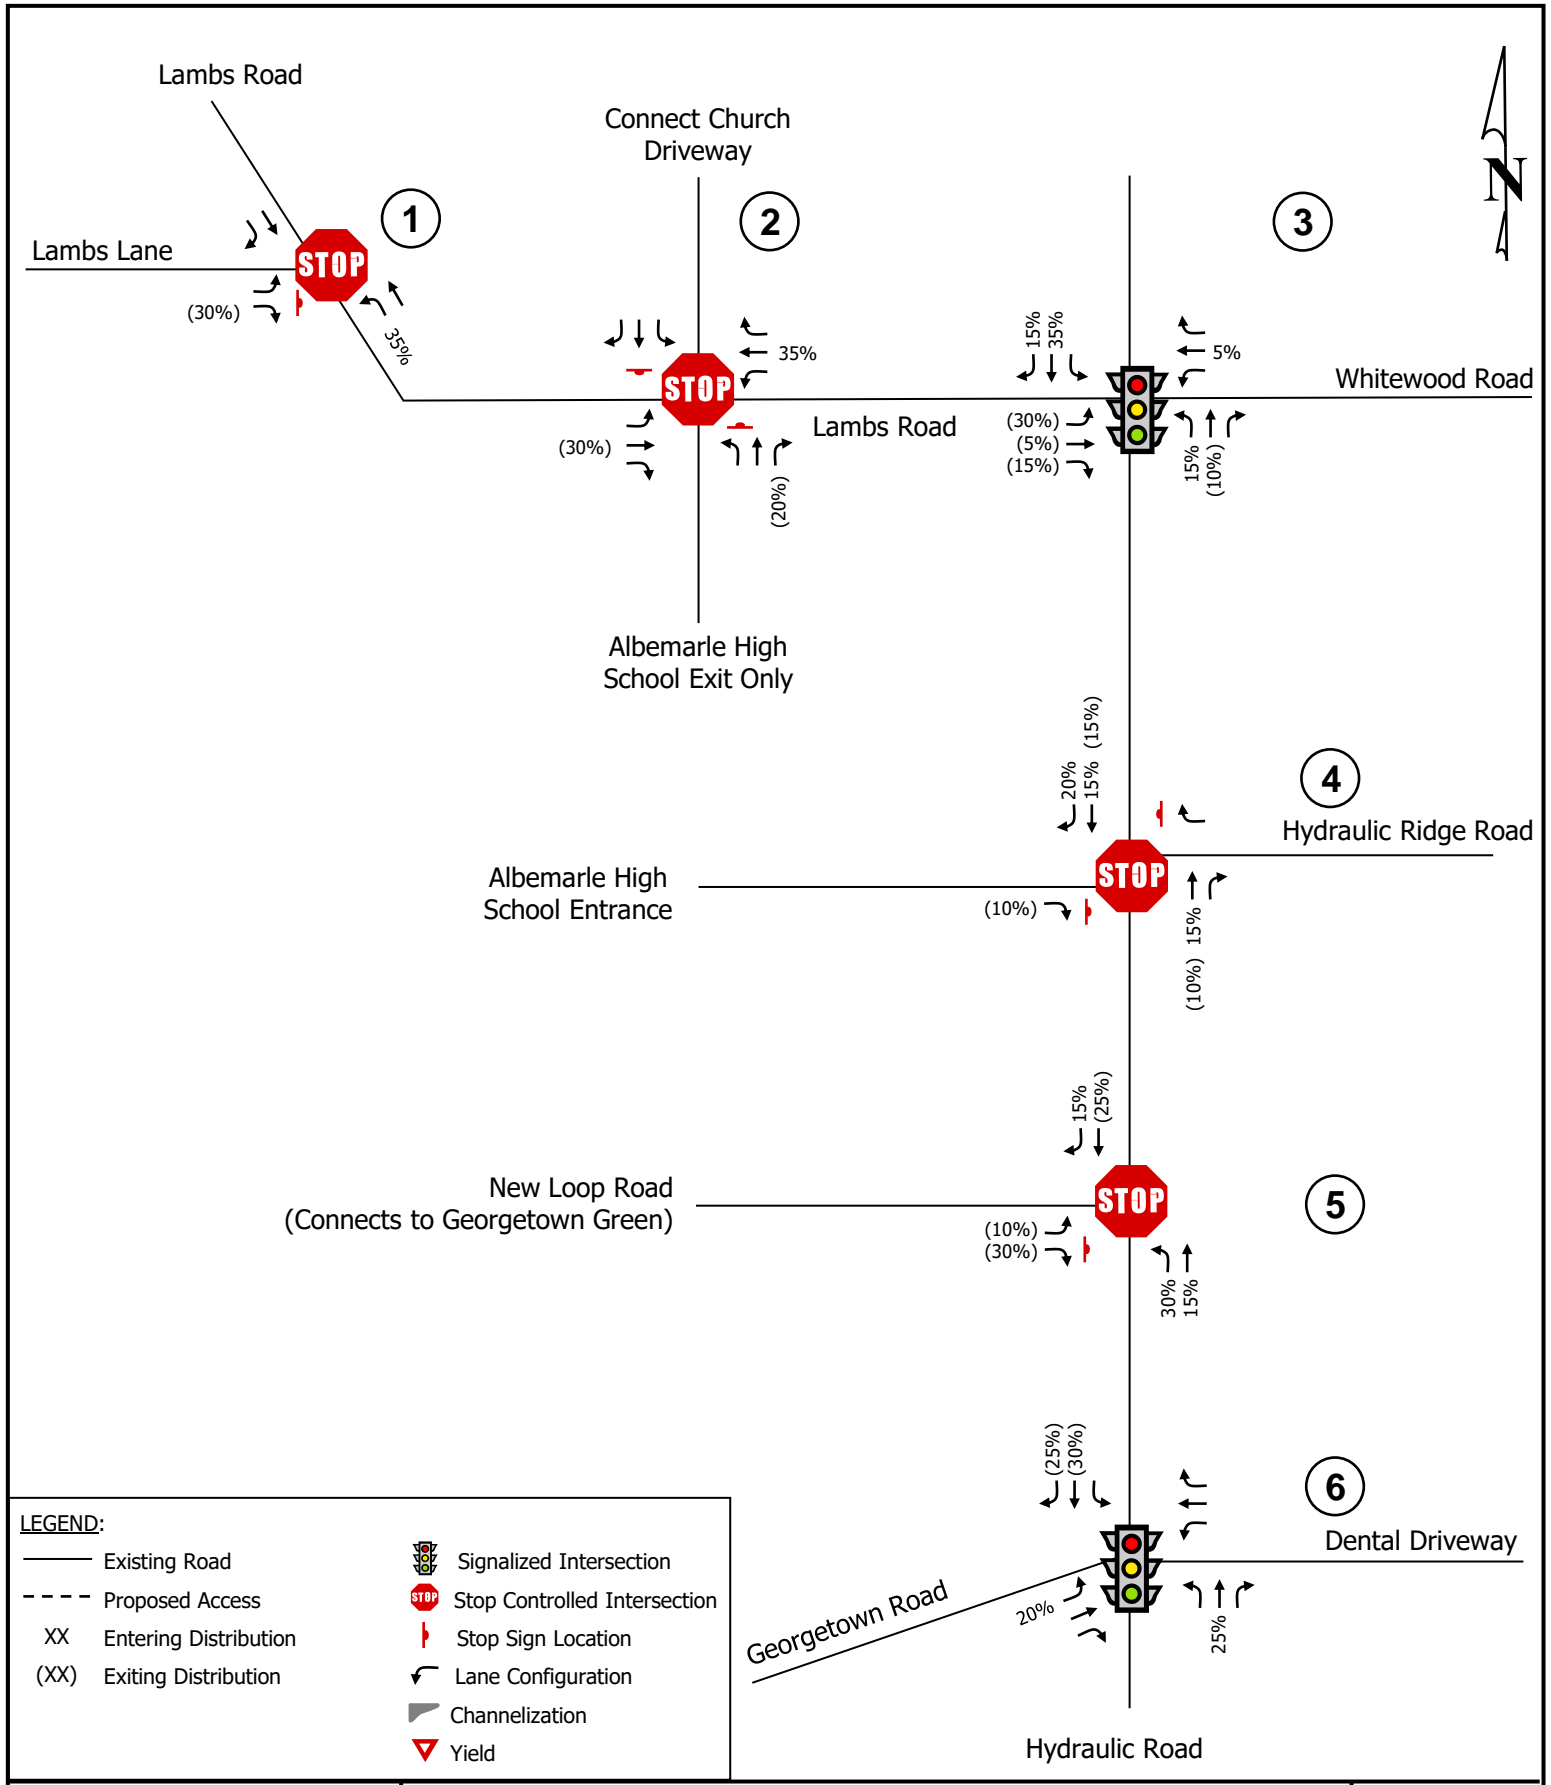 Lambs Road
Connect Church
Driveway
N
1
2
3
Lambs Lane
STOP
(30%)
35%
STOP
35%
(30%)
(20%)
15%
35%
5%
Whitewood Road
Lambs Road
(30%)
(5%)
(15%)
15%
(10%)
Albemarle High
School Exit Only
20%
15% (15%)
4
Hydraulic Ridge Road
STOP
Albemarle High
School Entrance
(10%)
(10%) 15%
15%
(25%)
New Loop Road
(Connects to Georgetown Green)
STOP
5
(10%)
(30%)
30%
15%
(25%)
(30%)
6
Dental Driveway
Georgetown Road
20%
25%
Hydraulic Road
LEGEND:
Existing Road
Proposed Access
XX Entering Distribution
(XX) Exiting Distribution
Signalized Intersection
STOP Stop Controlled Intersection
Stop Sign Location
Lane Configuration
Channelization
Yield